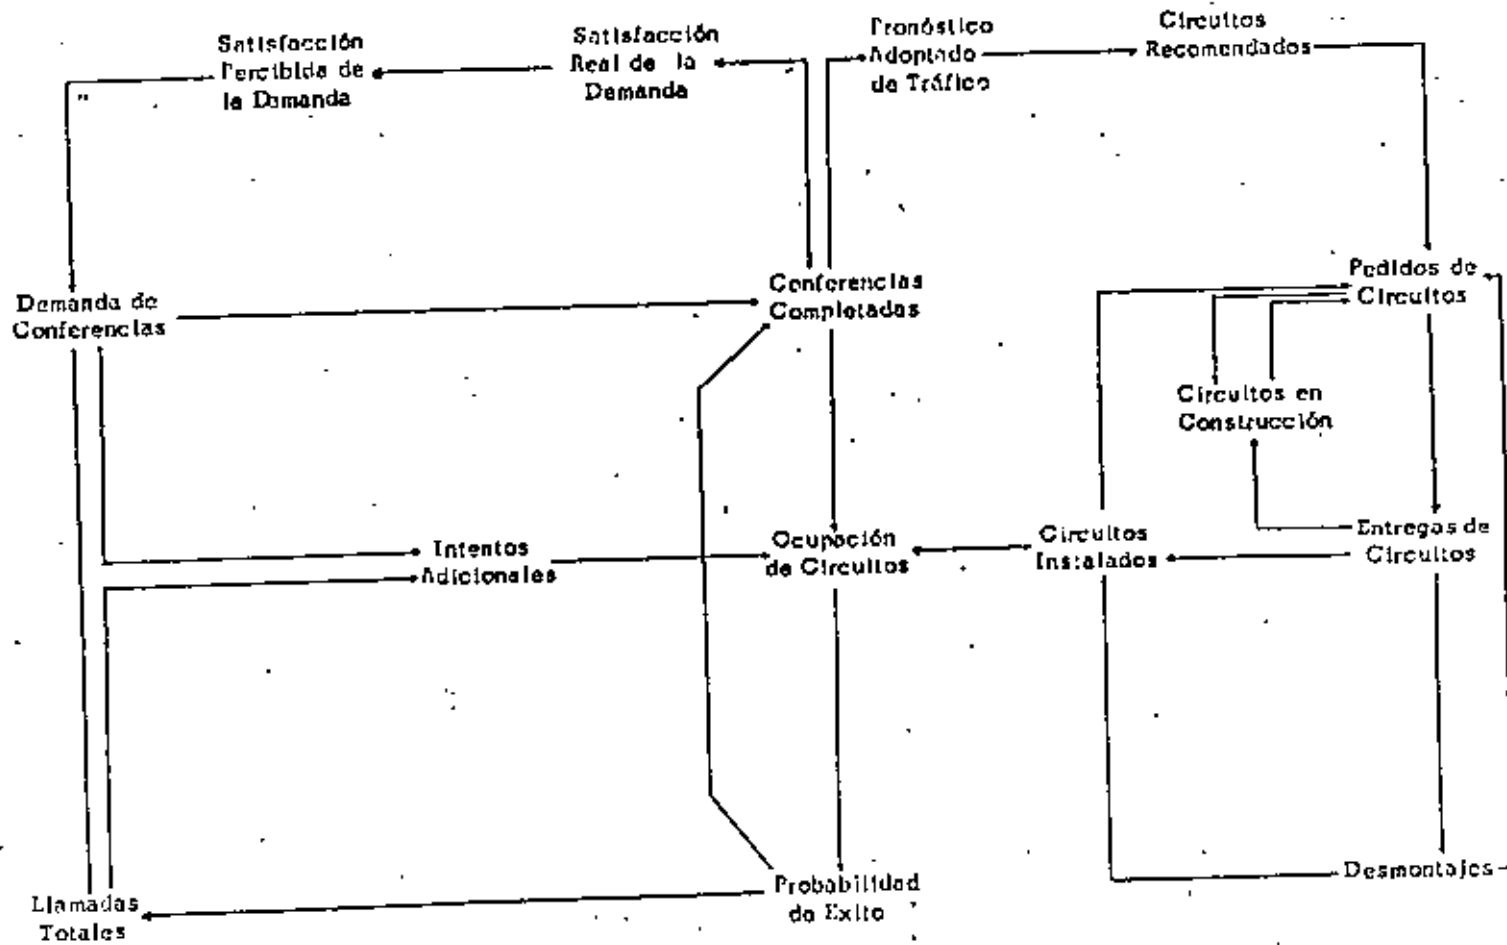 Satisfacción
Percibida de
la Demanda
Satisfacción
Real de la
Demanda
Pronóstico
Adoptado
de Tráfico
Circuitos
Recomendados
Demanda de
Conferencias
Conferencias
Completadas
Pedidos de
Circuitos
Circuitos en
Construcción
Intentos
Adicionales
Ocupación
de Circuitos
Circuitos
Instalados
Entregas de
Circuitos
Llamadas
Totales
Probabilidad
de Exito
Desmontajes